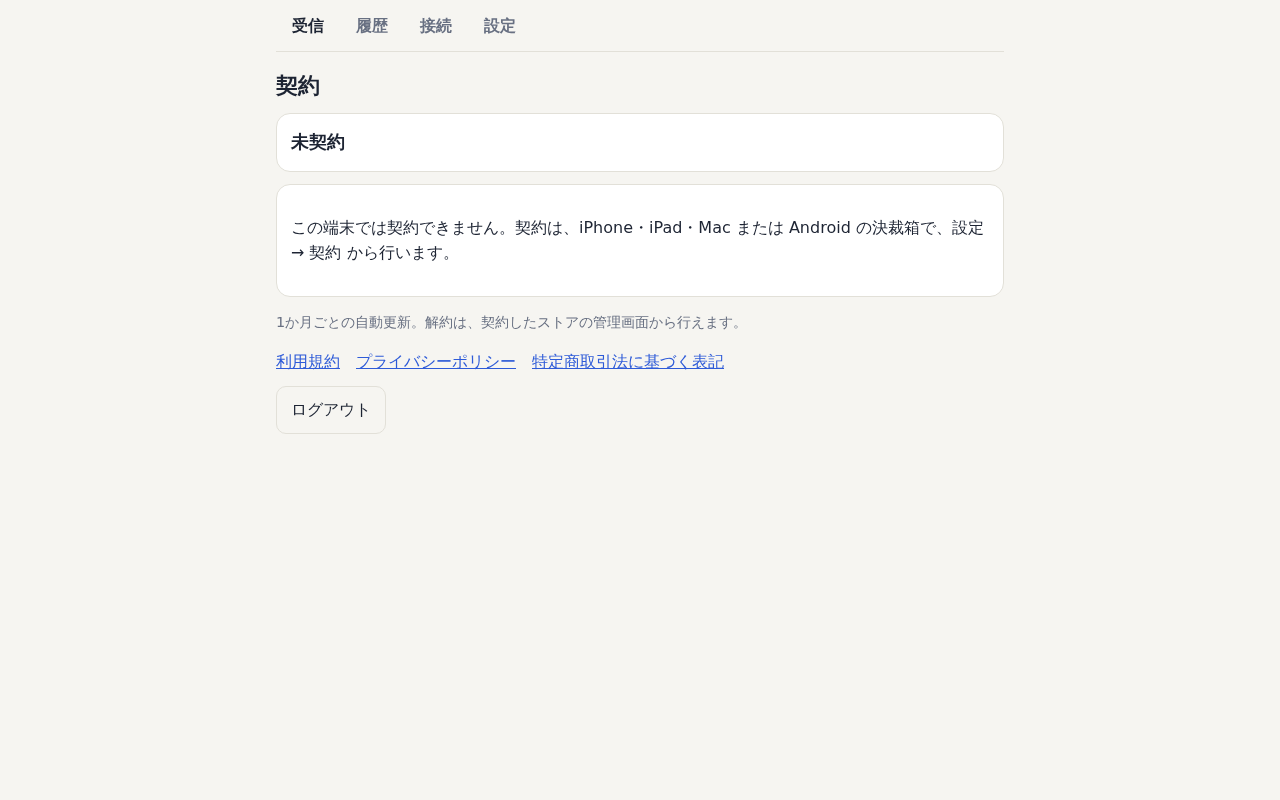 受信 履歴 接続 設定
契約
未契約
この端末では契約できません。契約は、iPhone・iPad・Mac または Android の決裁箱で、設定
→ 契約 から行います。
1か月ごとの自動更新。解約は、契約したストアの管理画面から行えます。
利用規約 プライバシーポリシー 特定商取引法に基づく表記
ログアウト